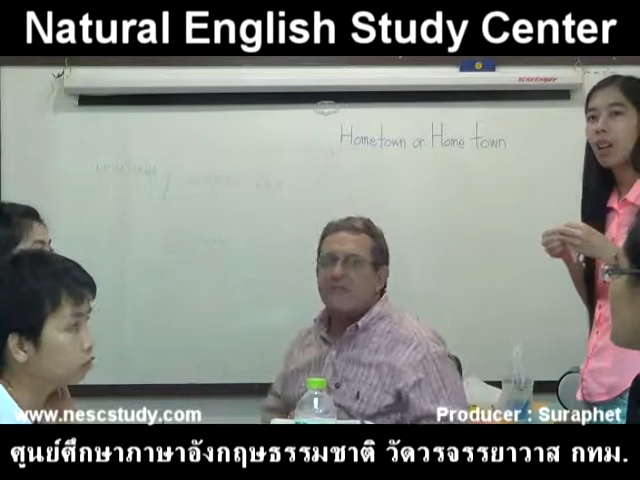 Natural English Study Center
SCREENBOY
Hometown or Home town
www.nescstudy.com
Producer : Suraphet
ศูนย์ศึกษาภาษาอังกฤษธรรมชาติ วัดวรจรรยาวาส กทม.